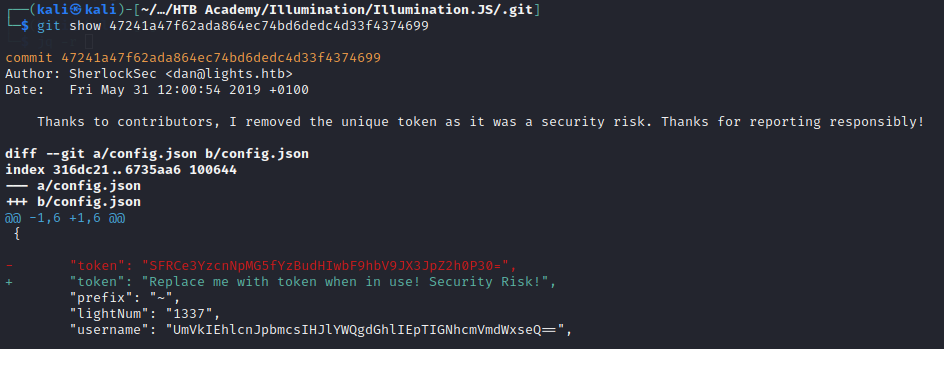 ┌──(kali㉿kali)-[~/…/HTB Academy/Illumination/Illumination.JS/.git]
└─$ git show 47241a47f62ada864ec74bd6dedc4d33f4374699
commit 47241a47f62ada864ec74bd6dedc4d33f4374699
Author: SherlockSec <dan@lights.htb>
Date:   Fri May 31 12:00:54 2019 +0100
    Thanks to contributors, I removed the unique token as it was a security risk. Thanks for reporting responsibly!
diff --git a/config.json b/config.json
index 316dc21..6735aa6 100644
--- a/config.json
+++ b/config.json
@@ -1,6 +1,6 @@
 {
-       "token": "SFRCe3YzcnNpMG5fYzBudHIwbF9hbV9JX3JpZ2h0P30=",
+       "token": "Replace me with token when in use! Security Risk!",
        "prefix": "~",
        "lightNum": "1337",
        "username": "UmVkIEhlcnJpbmcsIHJlYWQgdGhlIEpTIGNhcmVmdWxseQ==",